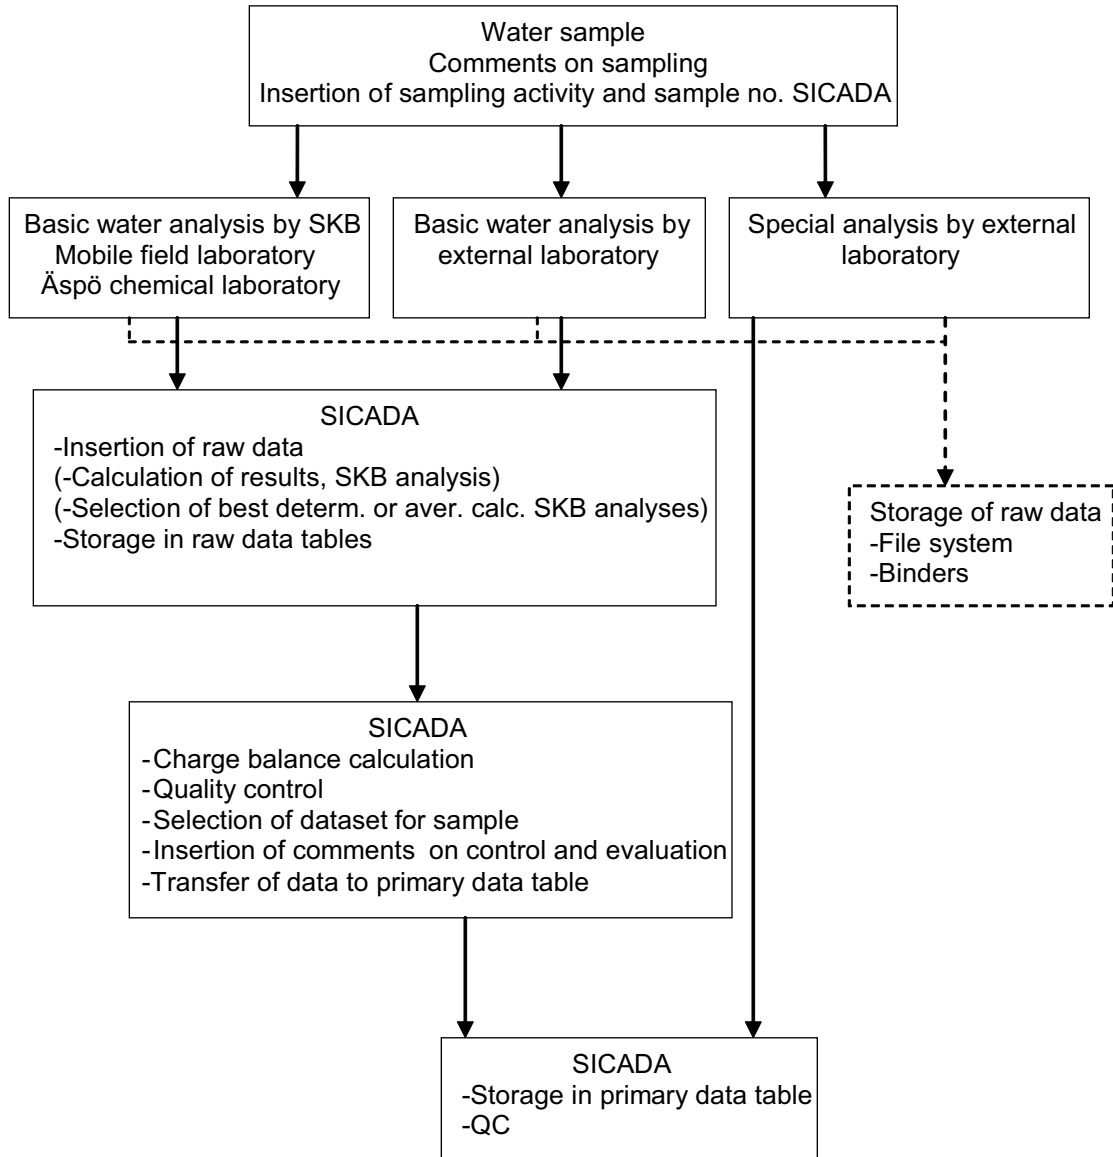 Water sample
Comments on sampling
Insertion of sampling activity and sample no. SICADA
Basic water analysis by SKB
Mobile field laboratory
Äspö chemical laboratory
Basic water analysis by
external laboratory
Special analysis by external
laboratory
SICADA
-Insertion of raw data
(-Calculation of results, SKB analysis)
(-Selection of best determ. or aver. calc. SKB analyses)
-Storage in raw data tables
Storage of raw data
-File system
-Binders
SICADA
-Charge balance calculation
-Quality control
-Selection of dataset for sample
-Insertion of comments on control and evaluation
-Transfer of data to primary data table
SICADA
-Storage in primary data table
-QC